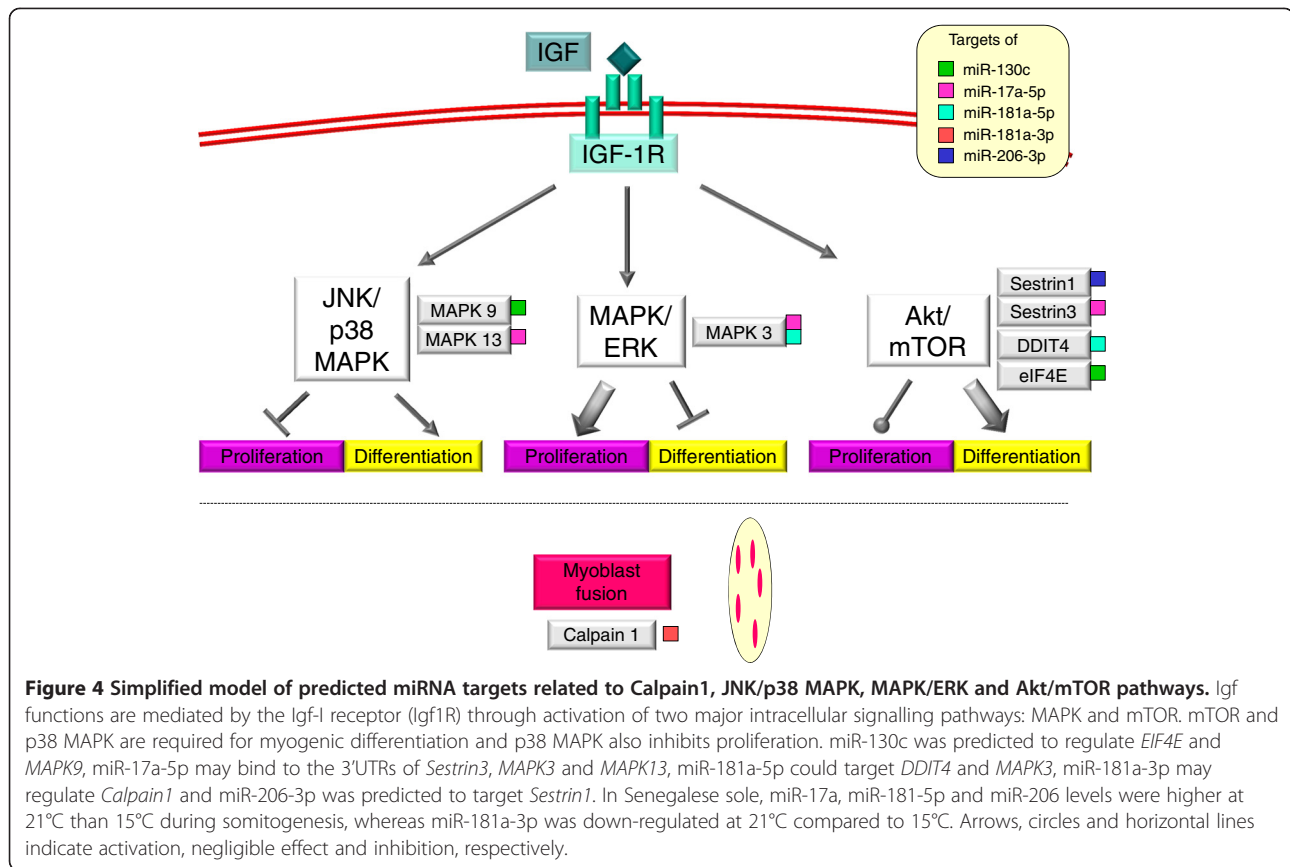 IGF
Targets of
miR-130c
miR-17a-5p
miR-181a-5p
miR-181a-3p
miR-206-3p
IGF-1R
JNK/
p38
MAPK
MAPK 9
MAPK 13
MAPK/
ERK
MAPK 3
Akt/
mTOR
Sestrin1
Sestrin3
DDIT4
eIF4E
Proliferation Differentiation
Proliferation Differentiation
Proliferation Differentiation
Myoblast
fusion
Calpain 1
Figure 4 Simplified model of predicted miRNA targets related to Calpain1, JNK/p38 MAPK, MAPK/ERK and Akt/mTOR pathways. Igf
functions are mediated by the Igf-I receptor (Igf1R) through activation of two major intracellular signalling pathways: MAPK and mTOR. mTOR and
p38 MAPK are required for myogenic differentiation and p38 MAPK also inhibits proliferation. miR-130c was predicted to regulate EIF4E and
MAPK9, miR-17a-5p may bind to the 3'UTRs of Sestrin3, MAPK3 and MAPK13, miR-181a-5p could target DDIT4 and MAPK3, miR-181a-3p may
regulate Calpain1 and miR-206-3p was predicted to target Sestrin1. In Senegalese sole, miR-17a, miR-181-5p and miR-206 levels were higher at
21°C than 15°C during somitogenesis, whereas miR-181a-3p was down-regulated at 21°C compared to 15°C. Arrows, circles and horizontal lines
indicate activation, negligible effect and inhibition, respectively.